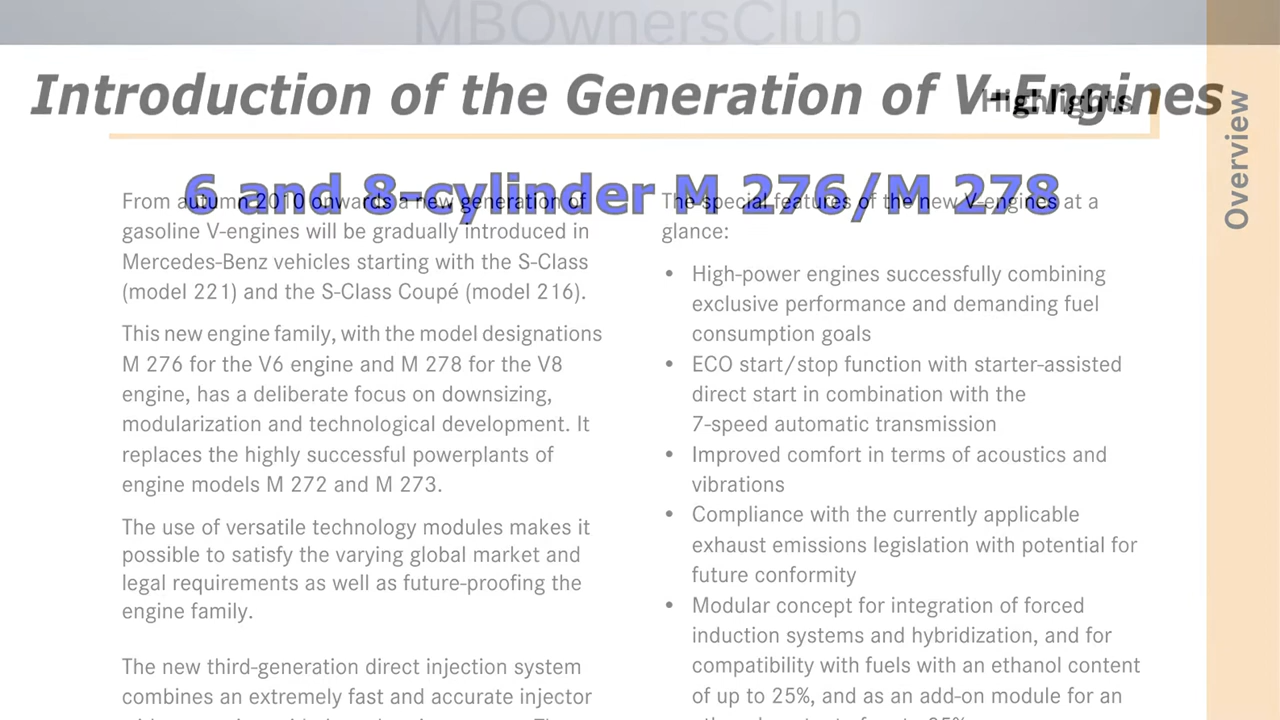 MBOwnersClub
Introduction of the Generation of V-Engines
Highlights
Overview
6 and 8-cylinder M 276/M 278
From autumn 2010 onwards a new generation of
gasoline V-engines will be gradually introduced in
Mercedes-Benz vehicles starting with the S-Class
(model 221) and the S-Class Coupé (model 216).
This new engine family, with the model designations
M 276 for the V6 engine and M 278 for the V8
engine, has a deliberate focus on downsizing,
modularization and technological development. It
replaces the highly successful powerplants of
engine models M 272 and M 273.
The use of versatile technology modules makes it
possible to satisfy the varying global market and
legal requirements as well as future-proofing the
engine family.
The new third-generation direct injection system
combines an extremely fast and accurate injector
The special features of the new V-engines at a
glance:
• High-power engines successfully combining
exclusive performance and demanding fuel
consumption goals
• ECO start/stop function with starter-assisted
direct start in combination with the
7-speed automatic transmission
• Improved comfort in terms of acoustics and
vibrations
• Compliance with the currently applicable
exhaust emissions legislation with potential for
future conformity
• Modular concept for integration of forced
induction systems and hybridization, and for
compatibility with fuels with an ethanol content
of up to 25%, and as an add-on module for an